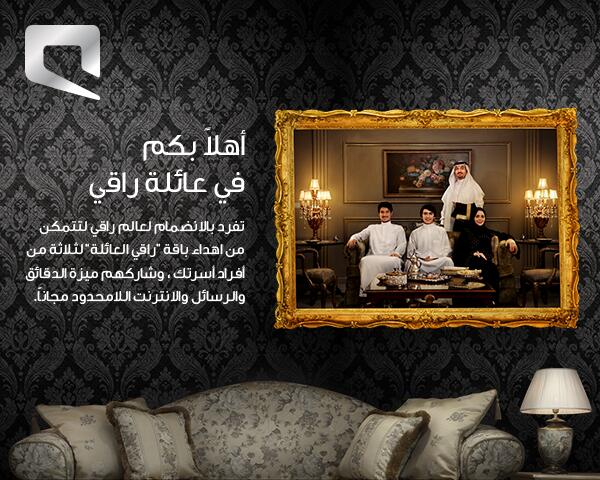 أهلاً بكم
في عائلة راقي
تفرد بالانضمام لعالم راقي لتتمكن
من اهداء باقة "راقي العائلة" لثلاثة من
أفراد أسرتك ، وشاركهم ميزة الدقائق
والرسائل والانترنت اللامحدود مجاناً.